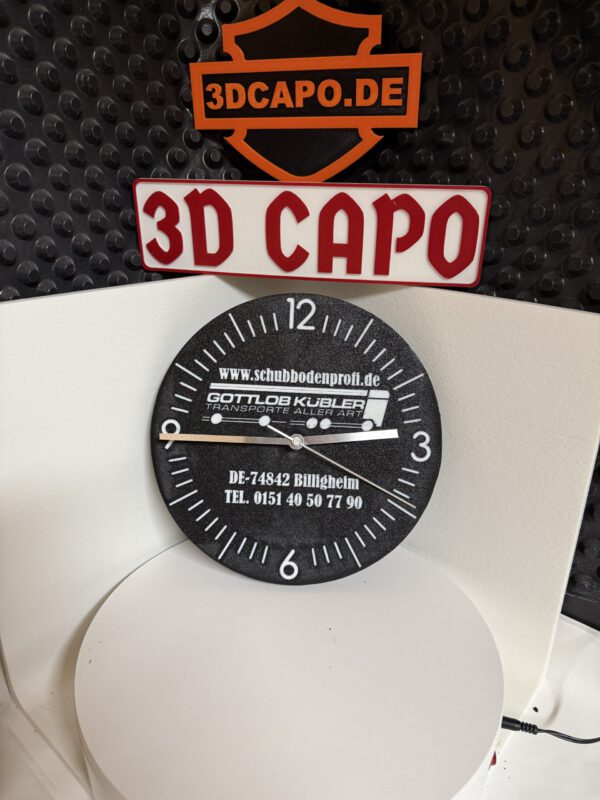 3DCAPO.DE
3D CAPO
12
www.schubbodenprofi.de
GOTTLOB KÜBLER
TRANSPORTE ALLER ART
9
3
DE-74842 Billigheim
TEL. 0151 40 50 77 90
6